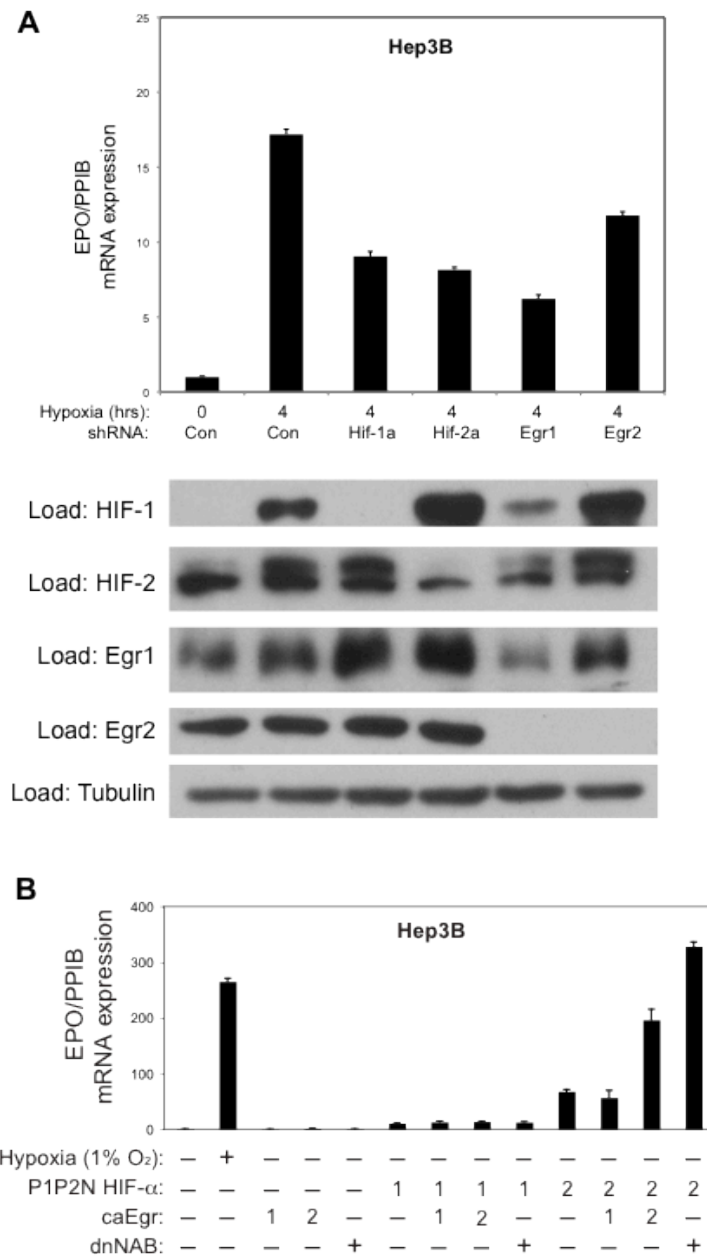 A
Hep3B
EPO/PPIB
mRNA expression
25
20
15
10
5
0
Hypoxia (hrs): 0 4 4 4 4 4
shRNA: Con Con Hif-1a Hif-2a Egr1 Egr2
Load: HIF-1
Load: HIF-2
Load: Egr1
Load: Egr2
Load: Tubulin
B
Hep3B
EPO/PPIB
mRNA expression
400
300
200
100
0
Hypoxia (1% O₂): – + – – – – – – – – – – –
P1P2N HIF-α: – – – – – 1 1 1 1 2 2 2 2
caEgr: – – 1 2 – – 1 2 – – 1 2 –
dnNAB: – – – – + – – – + – – – +